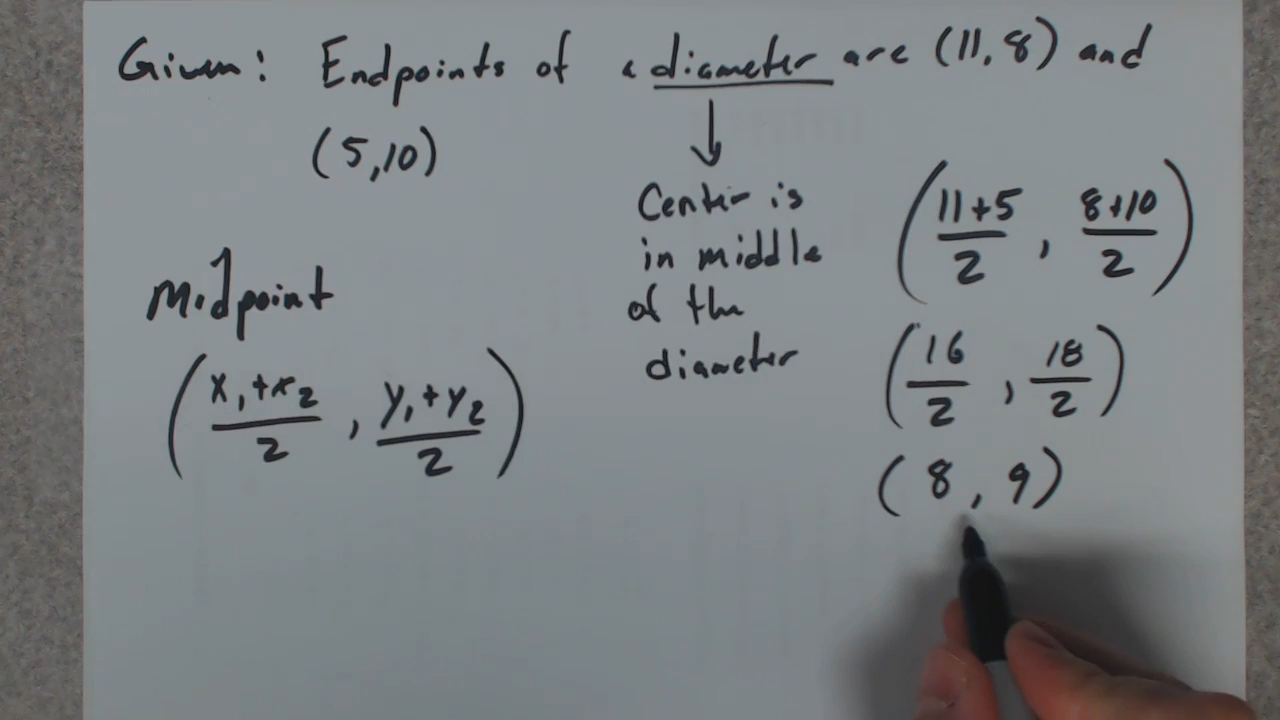 Given: Endpoints of a diameter are (11, 8) and
(5,10)
Center is
in middle
of the
diameter
Midpoint
(x₁+x₂/2, y₁+y₂/2)
(11+5/2, 8+10/2)
(16/2, 18/2)
(8, 9)